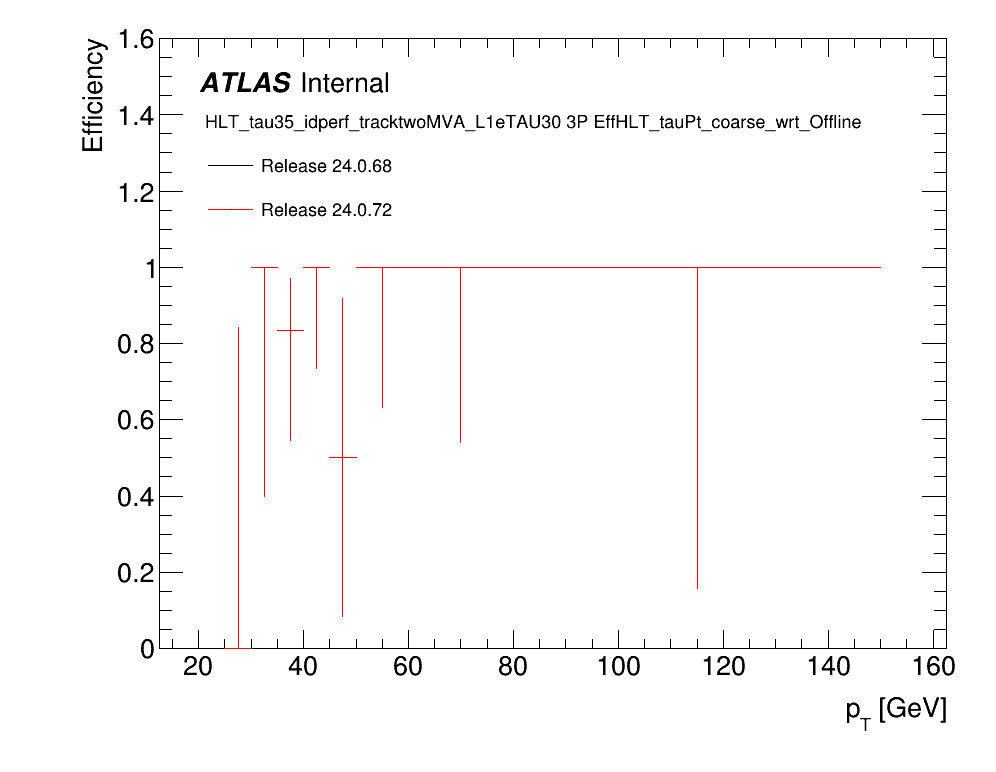 1.6
1.4
1.2
1
0.8
0.6
0.4
0.2
0
Efficiency
ATLAS Internal
HLT_tau35_idperf_tracktwoMVA_L1eTAU30 3P EffHLT_tauPt_coarse_wrt_Offline
Release 24.0.68
Release 24.0.72
20 40 60 80 100 120 140 160
p_T [GeV]